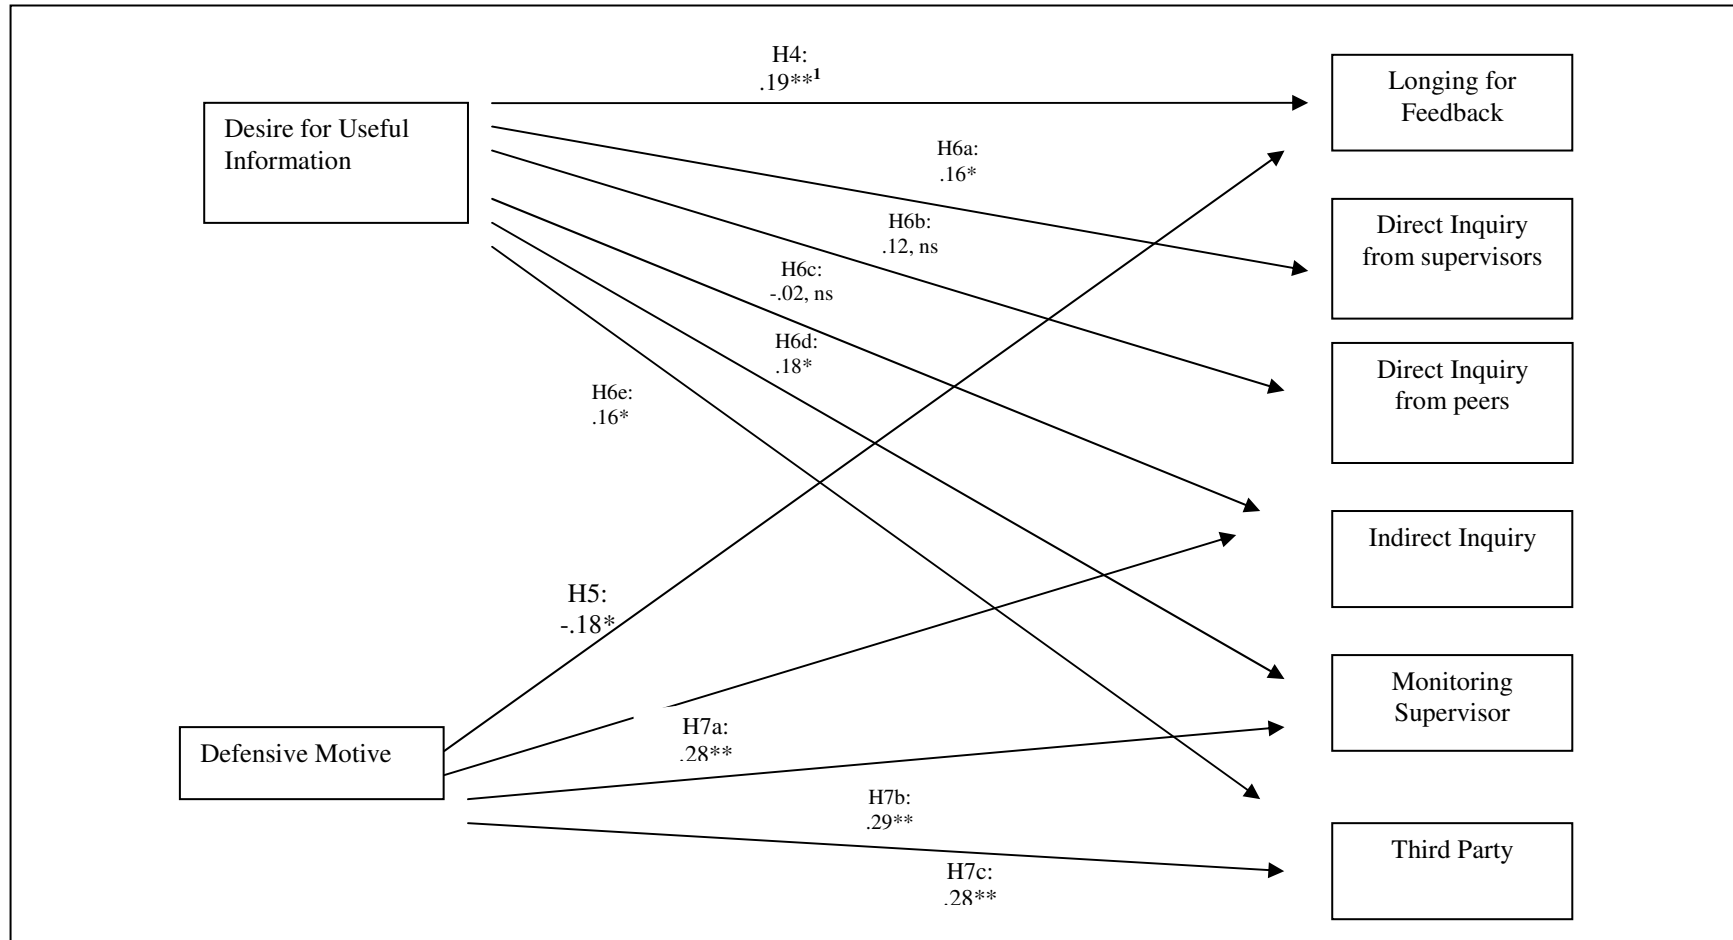 H4:
.19**1
Longing for
Feedback
Desire for Useful
Information
H6a:
.16*
H6b:
.12, ns
Direct Inquiry
from supervisors
H6c:
-.02, ns
H6d:
.18*
Direct Inquiry
from peers
H6e:
.16*
Indirect Inquiry
H5:
-.18*
Monitoring
Supervisor
Defensive Motive
H7a:
.28**
H7b:
.29**
Third Party
H7c:
.28**